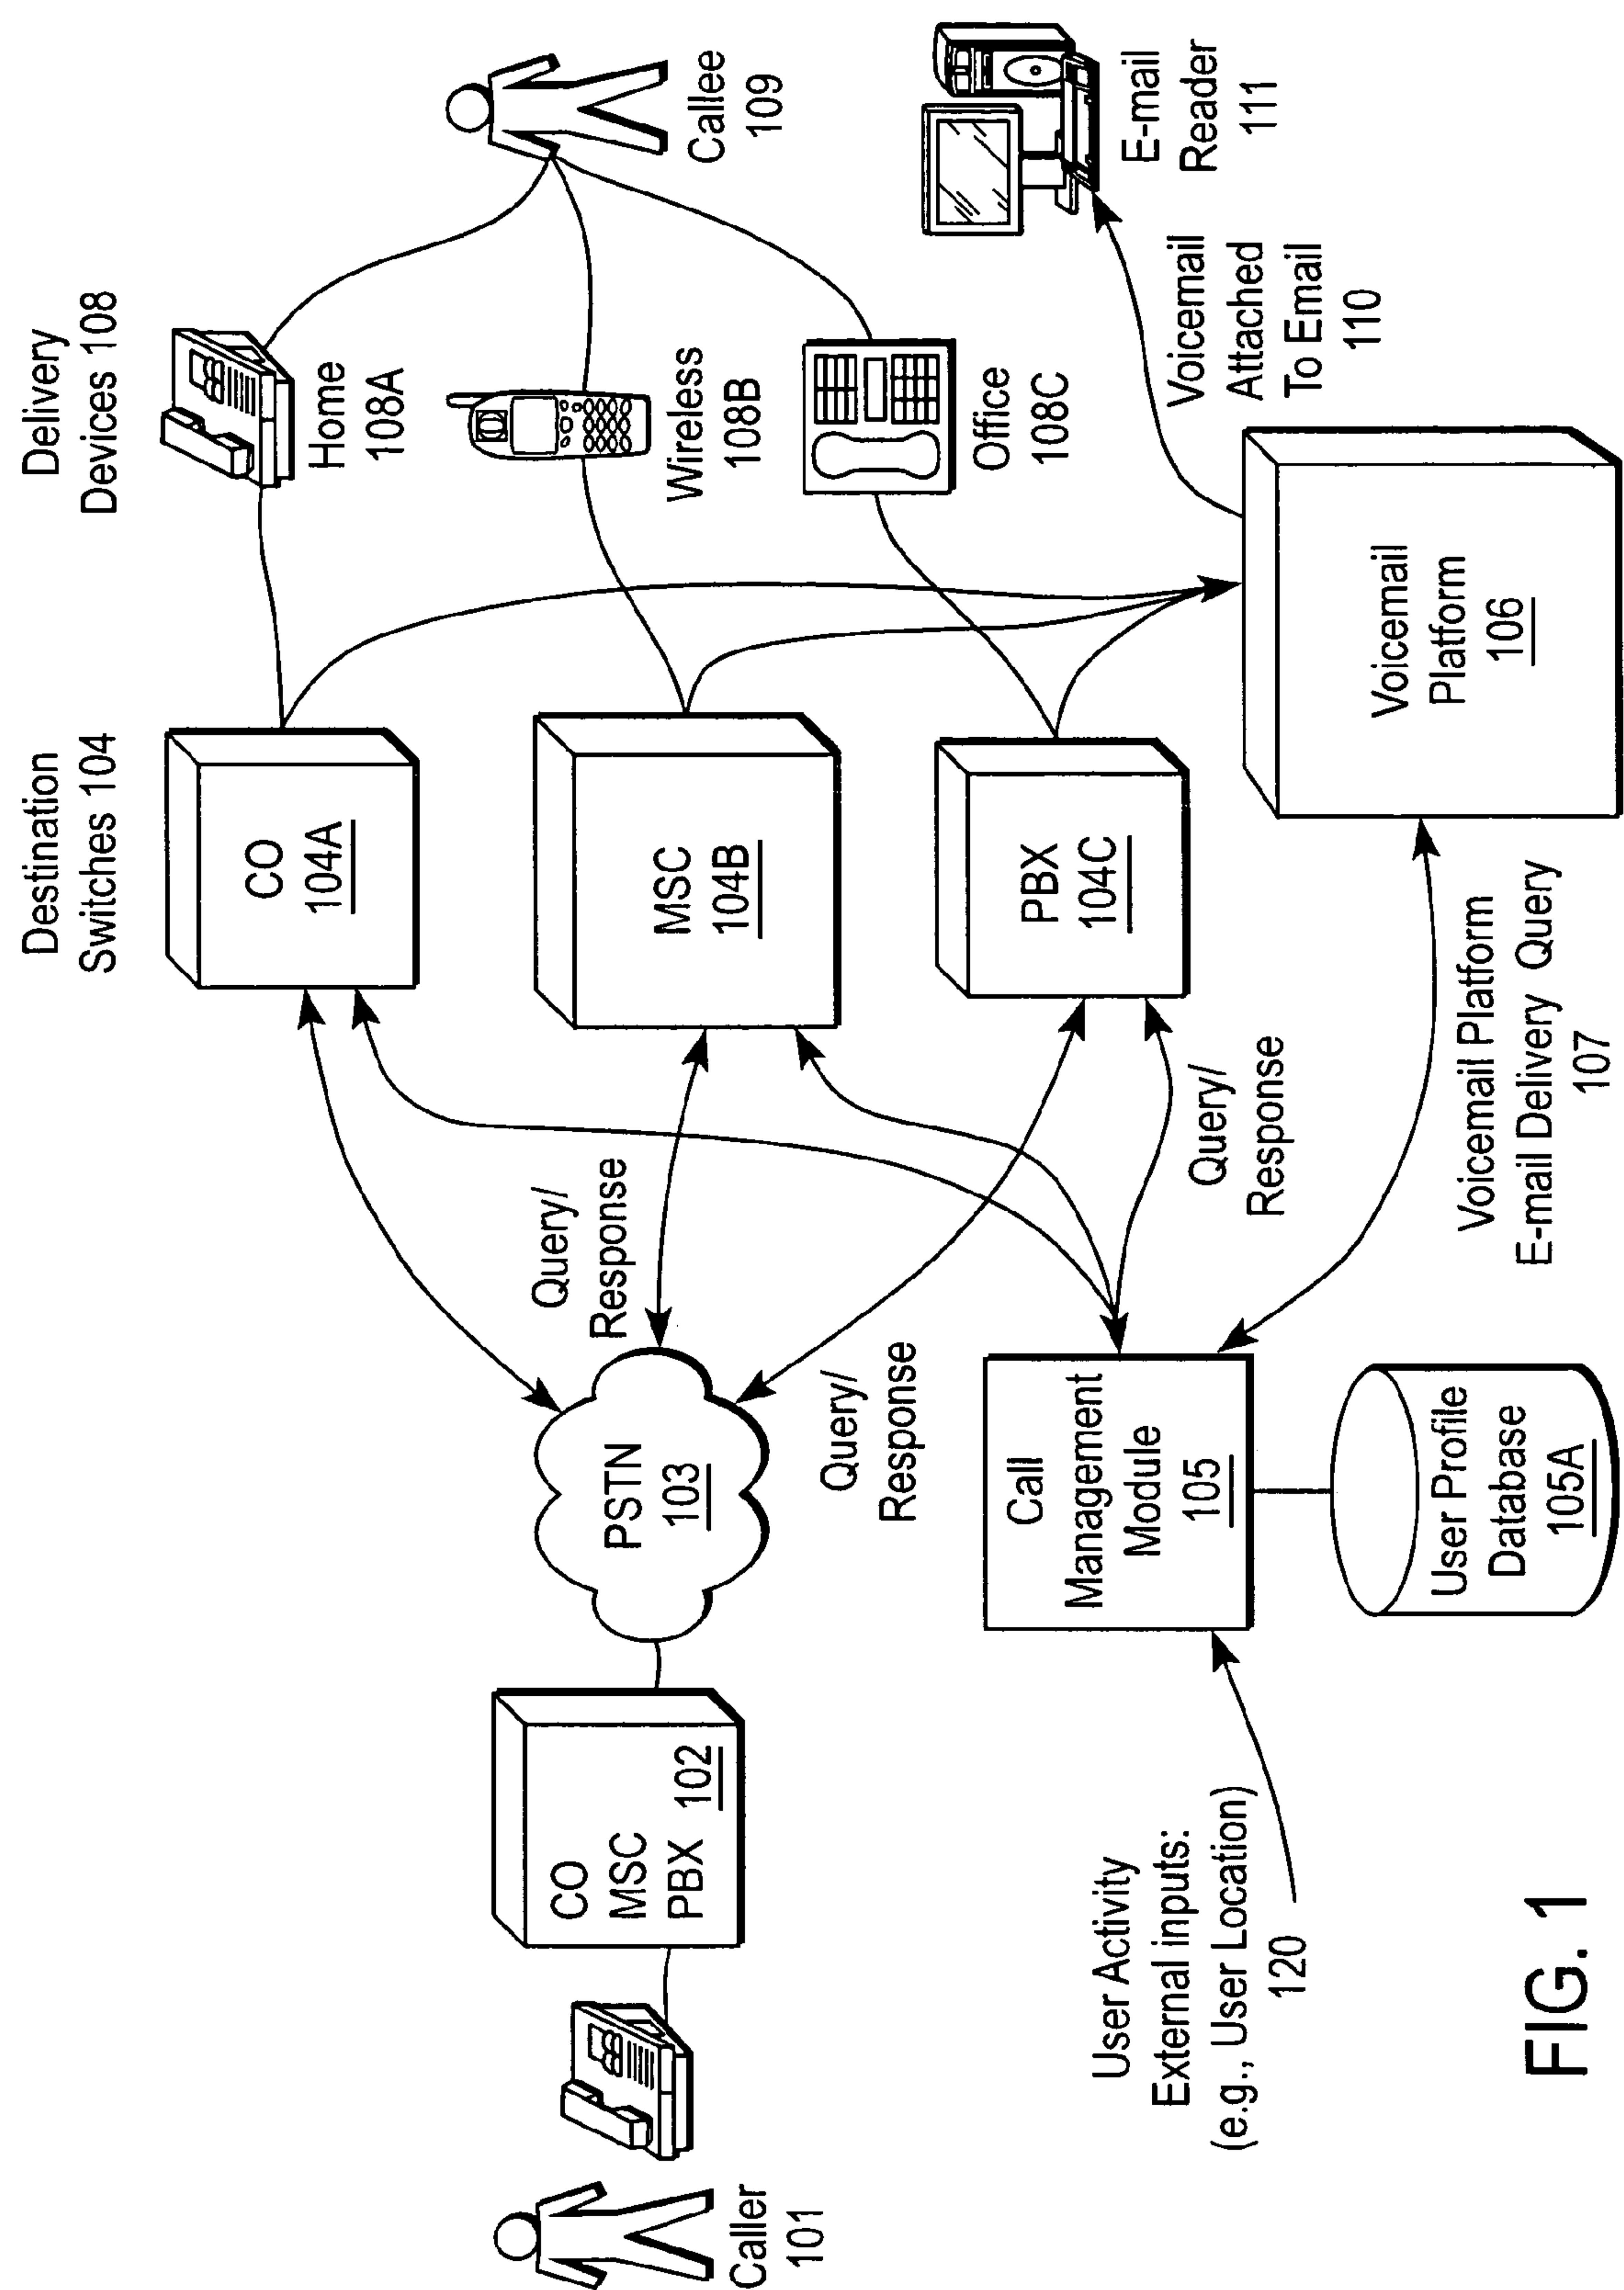 Delivery
Devices 108
Destination
Switches 104
Home
108A
Wireless
108B
Office
108C
Callee
109
E-mail
Reader
111
Voicemail
Attached
To Email
110
CO
104A
MSC
104B
PBX
104C
Voicemail
Platform
106
Query/
Response
Query/
Response
Query/
Response
Voicemail Platform
E-mail Delivery Query
107
PSTN
103
Call
Management
Module
105
User Profile
Database
105A
CO
MSC
PBX 102
Caller
101
User Activity
External inputs:
(e.g., User Location)
120
FIG. 1